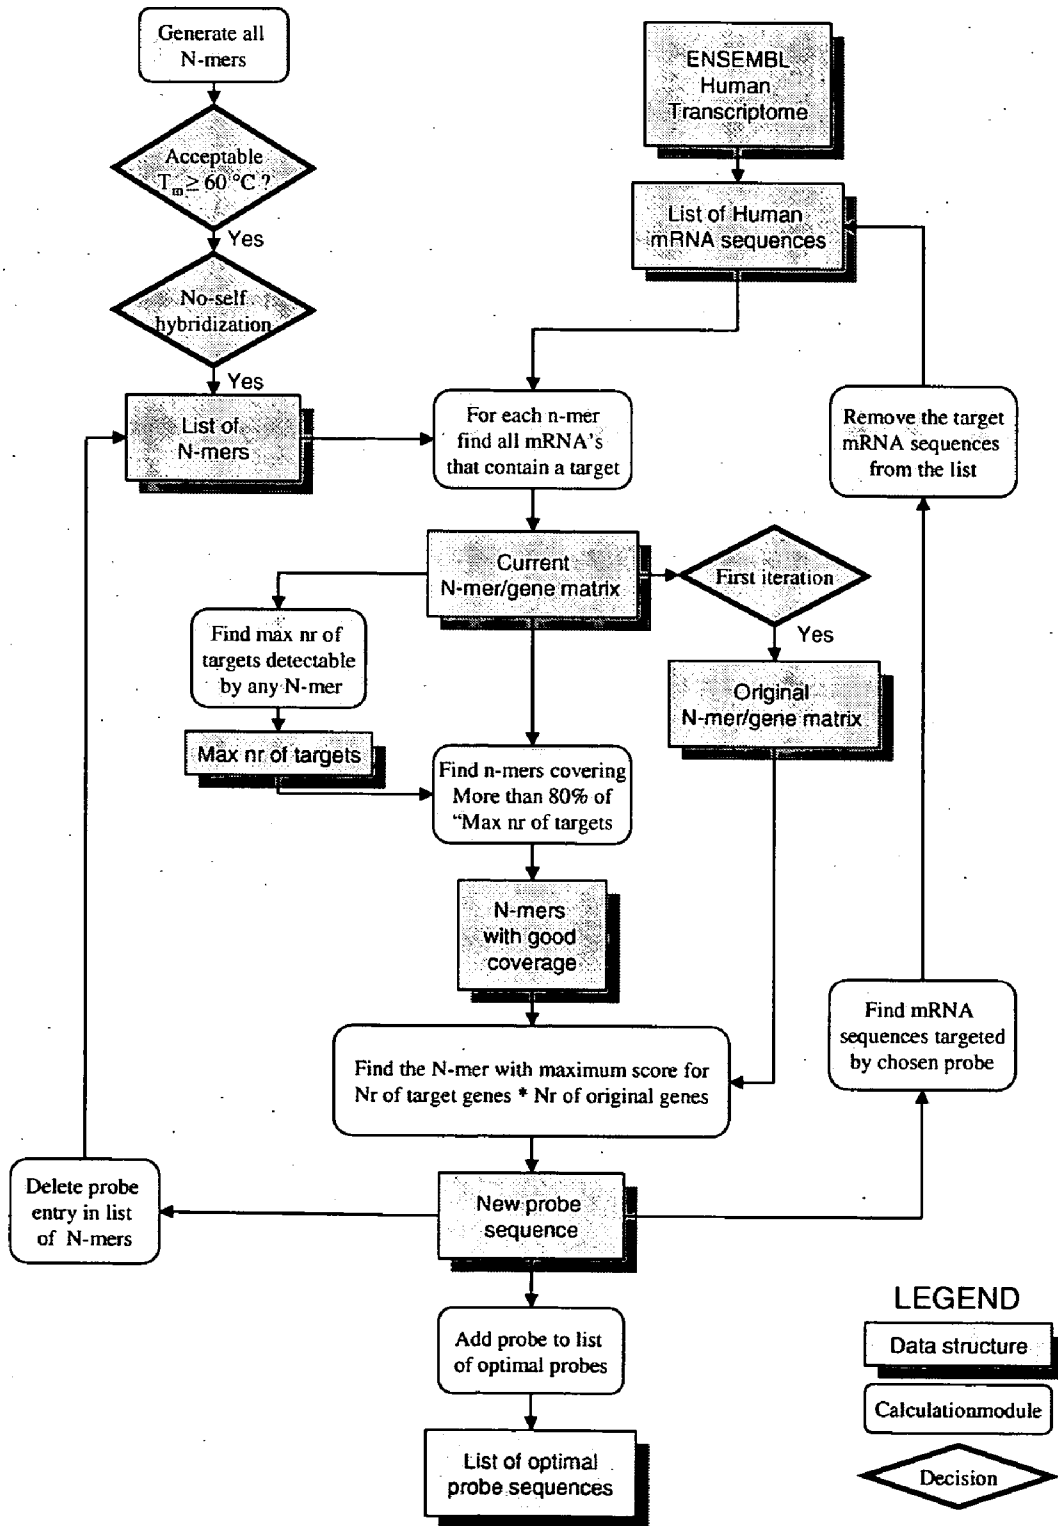 Generate all
N-mers
ENSEMBL
Human
Transcriptome
Acceptable
Tm ≥ 60 °C ?
Yes
List of Human
mRNA sequences
No-self
hybridization
Yes
List of
N-mers
For each n-mer
find all mRNA's
that contain a target
Remove the target
mRNA sequences
from the list
Current
N-mer/gene matrix
First iteration
Yes
Find max nr of
targets detectable
by any N-mer
Original
N-mer/gene matrix
Max nr of targets
Find n-mers covering
More than 80% of
“Max nr of targets
N-mers
with good
coverage
Find mRNA
sequences targeted
by chosen probe
Find the N-mer with maximum score for
Nr of target genes * Nr of original genes
Delete probe
entry in list
of N-mers
New probe
sequence
Add probe to list
of optimal probes
List of optimal
probe sequences
LEGEND
Data structure
Calculationmodule
Decision